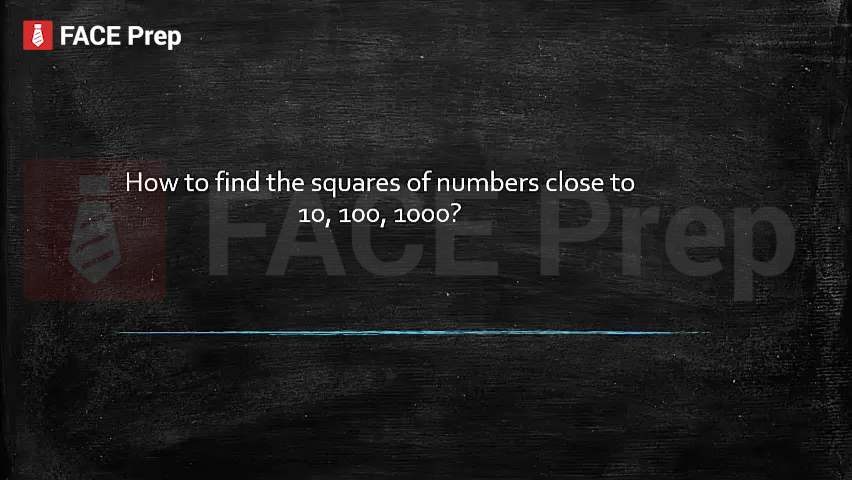 FACE Prep
How to find the squares of numbers close to
10, 100, 1000?
FACE Prep